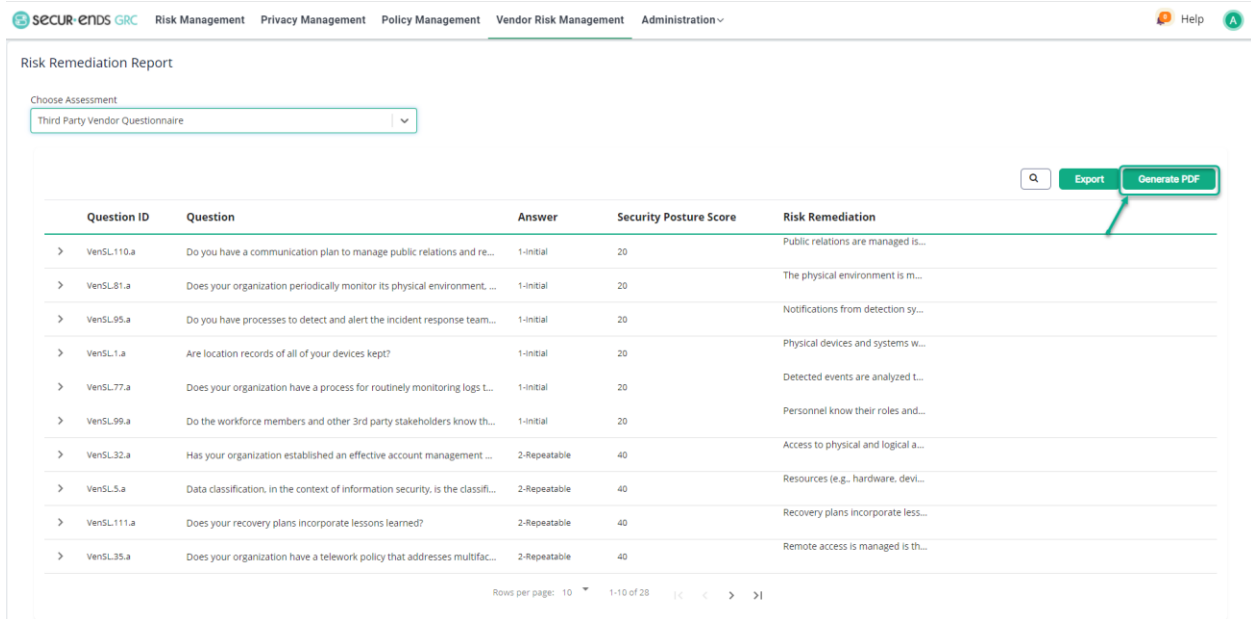 SECUR-ENDS GRC Risk Management Privacy Management Policy Management Vendor Risk Management Administration Help A
Risk Remediation Report
Choose Assessment
Third Party Vendor Questionnaire
Export Generate PDF
Question ID Question Answer Security Posture Score Risk Remediation
VenSL.110.a Do you have a communication plan to manage public relations and re... 1-Initial 20 Public relations are managed is...
VenSL.81.a Does your organization periodically monitor its physical environment, ... 1-Initial 20 The physical environment is m...
VenSL.95.a Do you have processes to detect and alert the incident response team... 1-Initial 20 Notifications from detection sy...
VenSL.1.a Are location records of all of your devices kept? 1-Initial 20 Physical devices and systems w...
VenSL.77.a Does your organization have a process for routinely monitoring logs t... 1-Initial 20 Detected events are analyzed t...
VenSL.99.a Do the workforce members and other 3rd party stakeholders know th... 1-Initial 20 Personnel know their roles and...
VenSL.32.a Has your organization established an effective account management ... 2-Repeatable 40 Access to physical and logical a...
VenSL.5.a Data classification, in the context of information security, is the classifi... 2-Repeatable 40 Resources (e.g., hardware, devi...
VenSL.111.a Does your recovery plans incorporate lessons learned? 2-Repeatable 40 Recovery plans incorporate less...
VenSL.35.a Does your organization have a telework policy that addresses multifac... 2-Repeatable 40 Remote access is managed is th...
Rows per page: 10 1-10 of 28